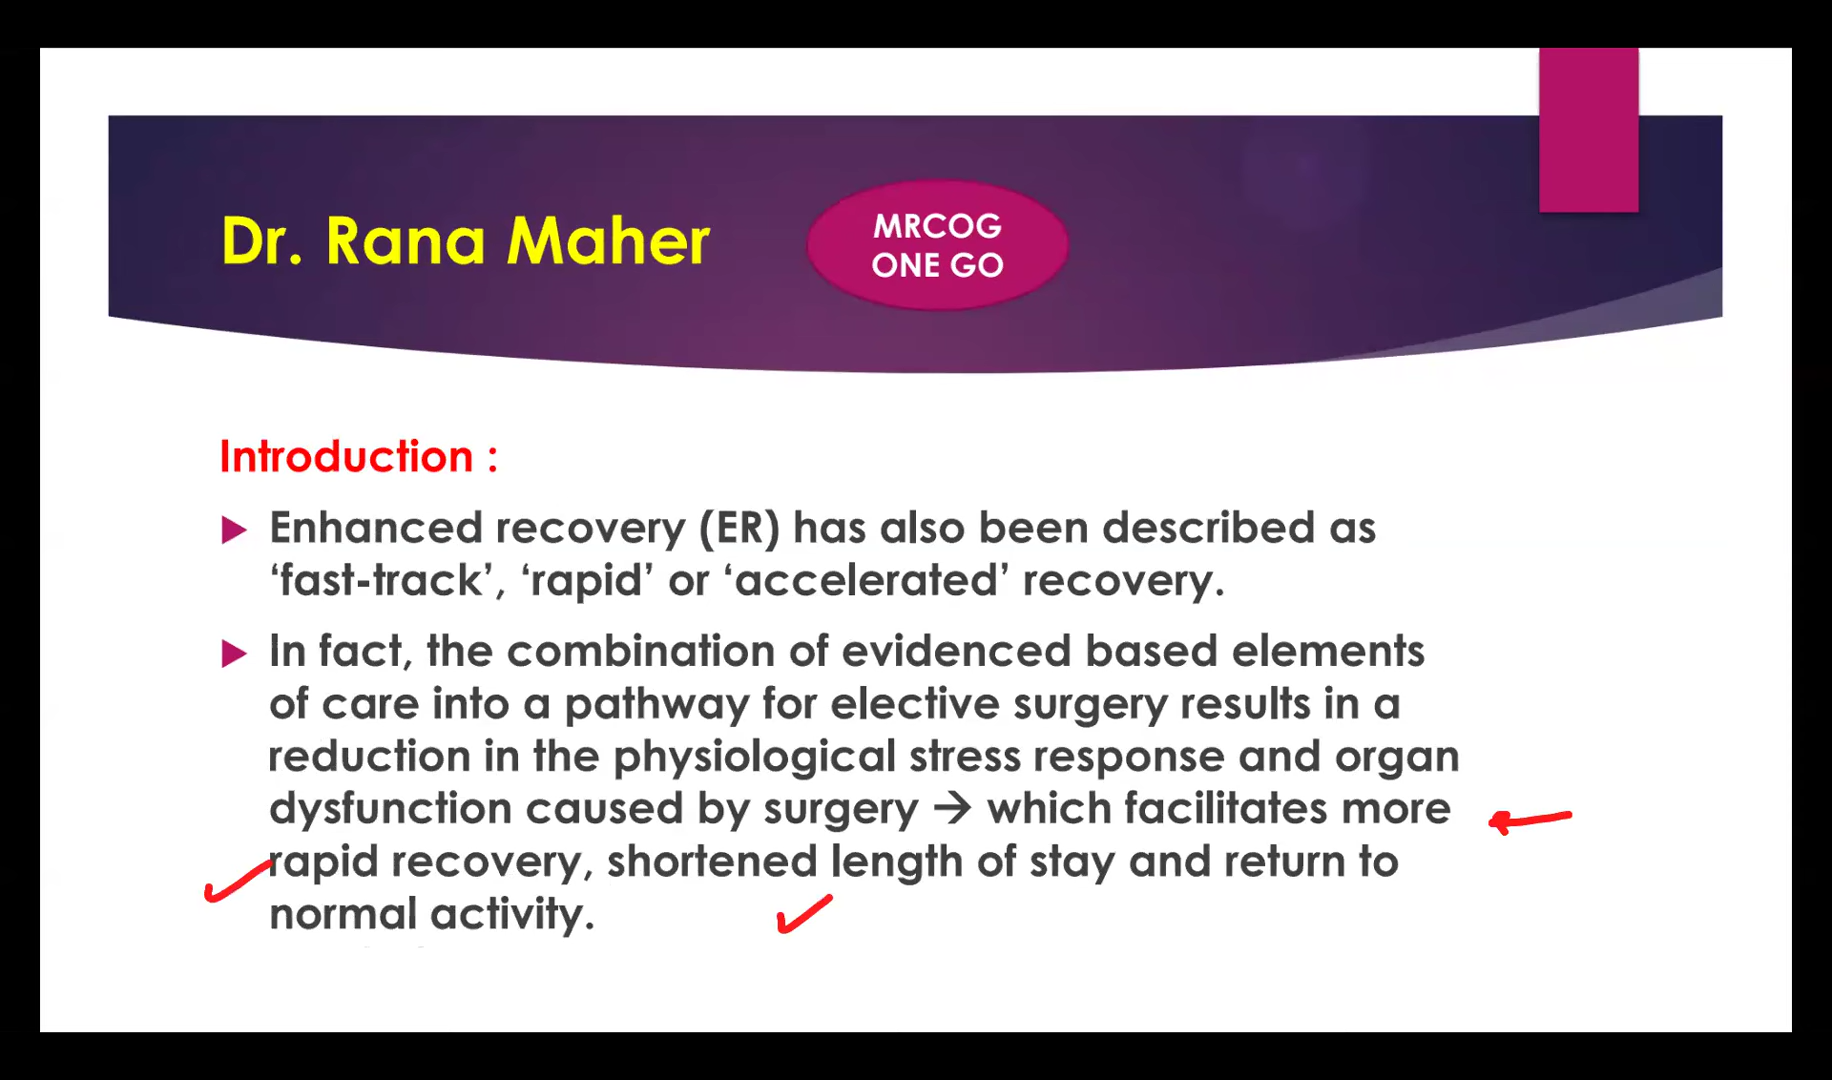 Dr. Rana Maher
MRCOG
ONE GO
Introduction :
Enhanced recovery (ER) has also been described as
‘fast-track’, ‘rapid’ or ‘accelerated’ recovery.
In fact, the combination of evidenced based elements
of care into a pathway for elective surgery results in a
reduction in the physiological stress response and organ
dysfunction caused by surgery → which facilitates more
rapid recovery, shortened length of stay and return to
normal activity.